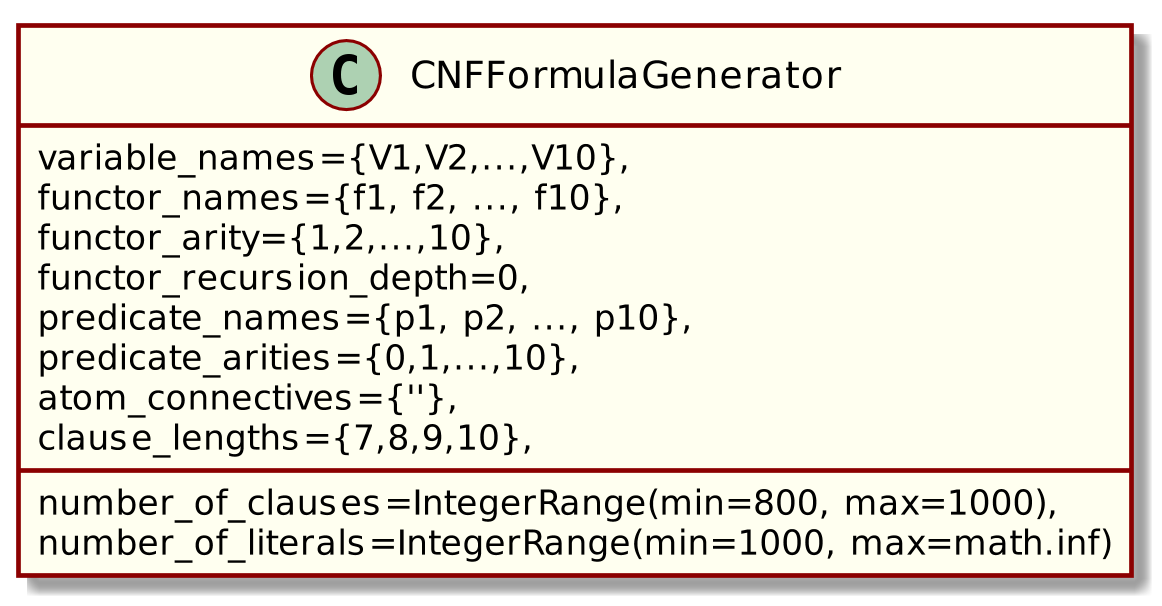 C CNFFormulaGenerator
variable_names={V1,V2,...,V10},
functor_names={f1, f2, ..., f10},
functor_arity={1,2,...,10},
functor_recursion_depth=0,
predicate_names={p1, p2, ..., p10},
predicate_arities={0,1,...,10},
atom_connectives={''},
clause_lengths={7,8,9,10},
number_of_clauses=IntegerRange(min=800, max=1000),
number_of_literals=IntegerRange(min=1000, max=math.inf)